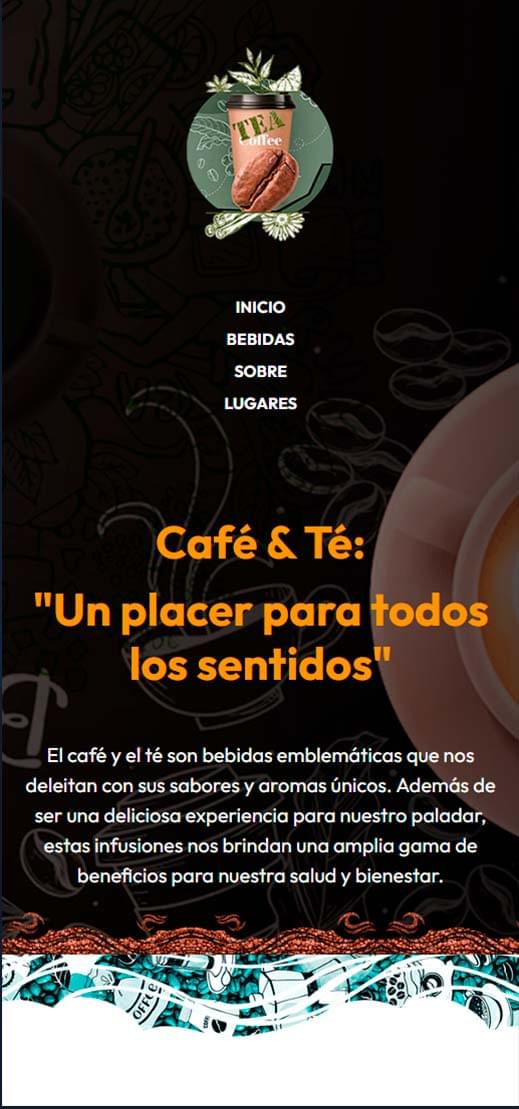 TEA
Coffee
INICIO
BEBIDAS
SOBRE
LUGARES
Café & Té:
"Un placer para todos
los sentidos"
El café y el té son bebidas emblemáticas que nos
deleitan con sus sabores y aromas únicos. Además de
ser una deliciosa experiencia para nuestro paladar,
estas infusiones nos brindan una amplia gama de
beneficios para nuestra salud y bienestar.